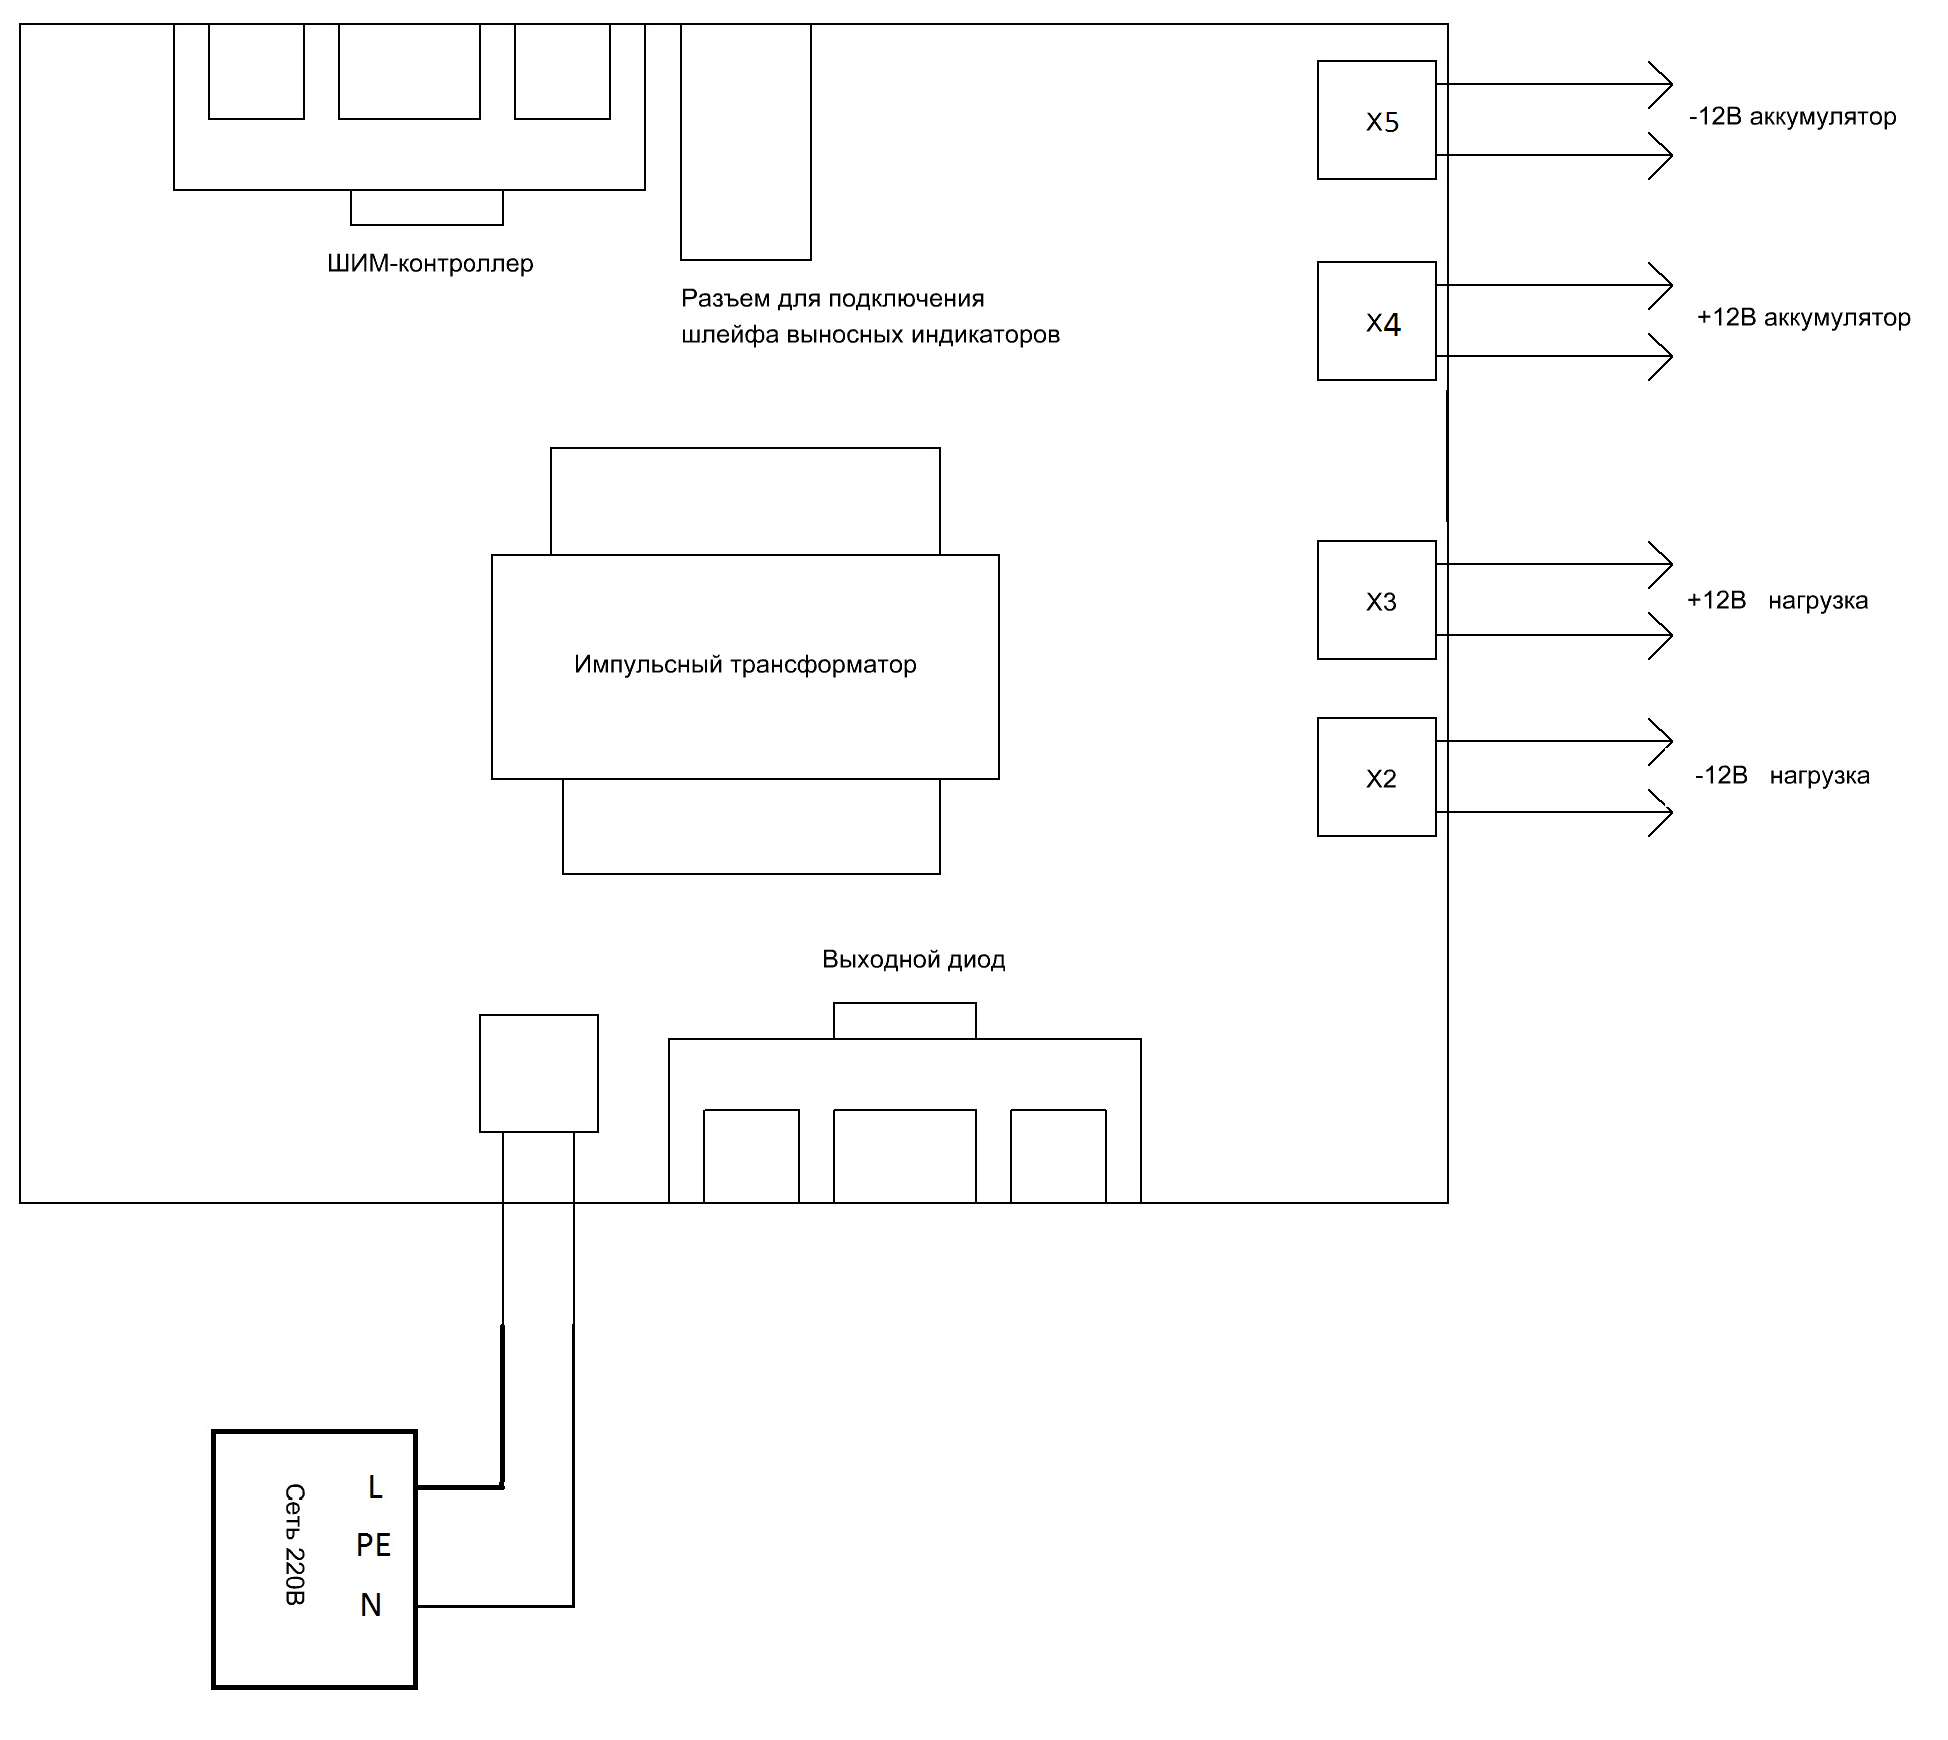 X5
-12В аккумулятор
ШИМ-контроллер
Разъем для подключения
шлейфа выносных индикаторов
X4
+12В аккумулятор
X3
+12В нагрузка
Импульсный трансформатор
X2
-12В нагрузка
Выходной диод
Сеть 220В
L
PE
N